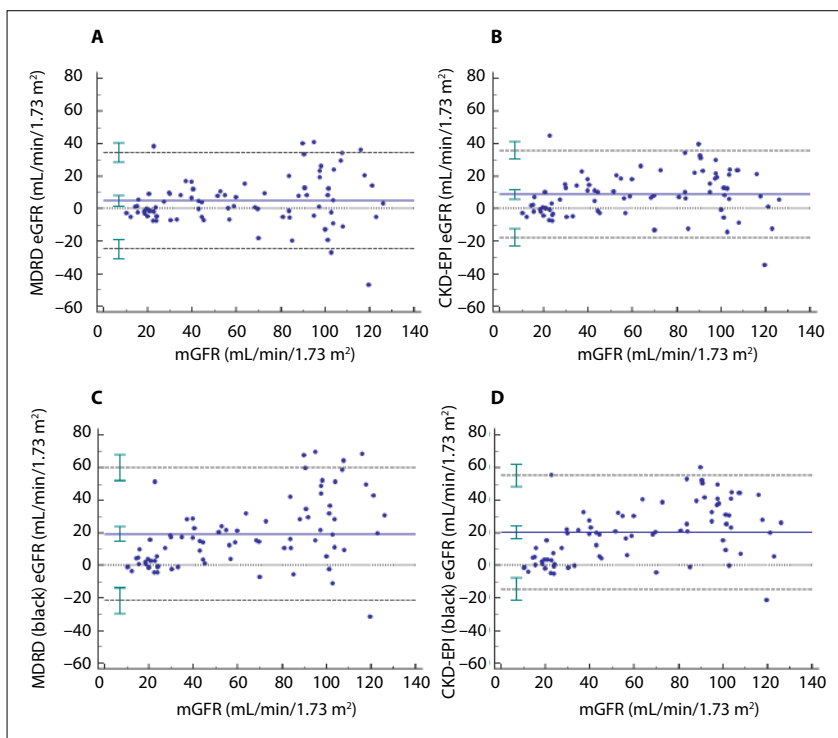 A
MDRD eGFR (mL/min/1.73 m²)
80
60
40
20
0
−20
−40
−60
0 20 40 60 80 100 120 140
mGFR (mL/min/1.73 m²)
B
CKD-EPI eGFR (mL/min/1.73 m²)
80
60
40
20
0
−20
−40
−60
0 20 40 60 80 100 120 140
mGFR (mL/min/1.73 m²)
C
MDRD (black) eGFR (mL/min/1.73 m²)
80
60
40
20
0
−20
−40
−60
0 20 40 60 80 100 120 140
mGFR (mL/min/1.73 m²)
D
CKD-EPI (black) eGFR (mL/min/1.73 m²)
80
60
40
20
0
−20
−40
60
0 20 40 60 80 100 120 140
mGFR (mL/min/1.73 m²)